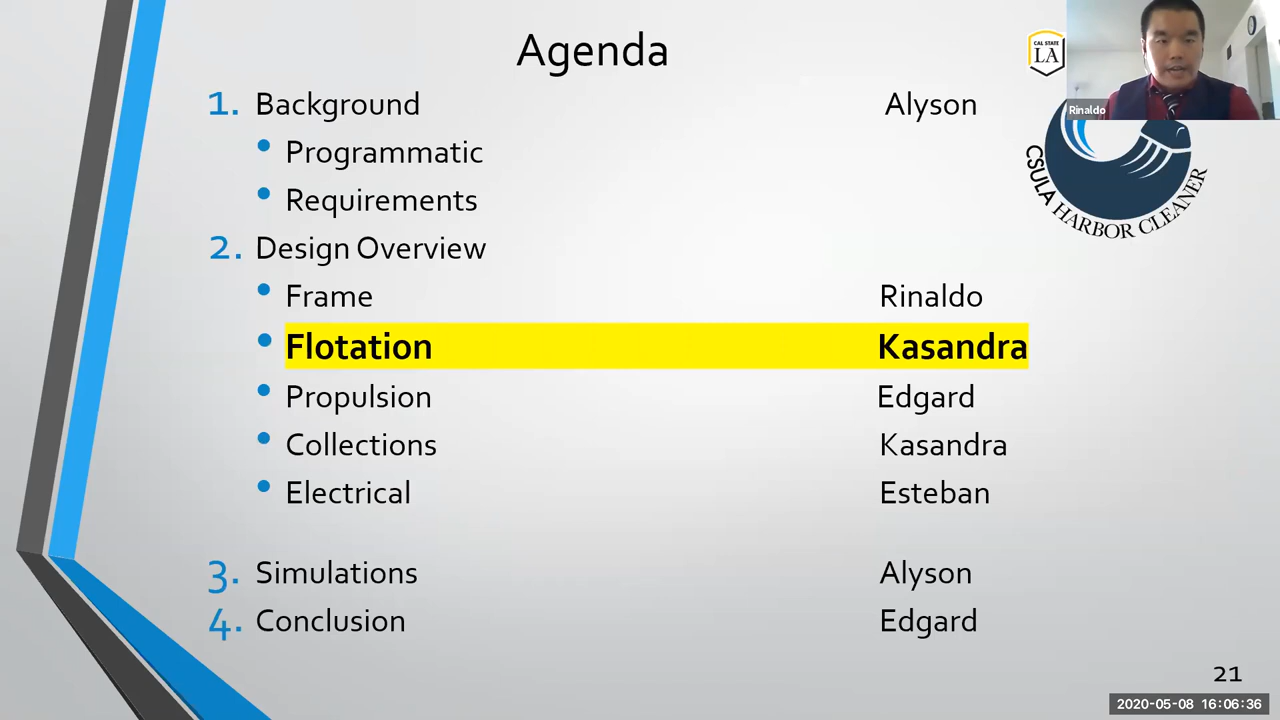 Agenda
CAL STATE
LA
Rinaldo
1. Background Alyson
• Programmatic
• Requirements
CSULA HARBOR CLEANER
2. Design Overview
• Frame Rinaldo
• Flotation Kasandra
• Propulsion Edgard
• Collections Kasandra
• Electrical Esteban
3. Simulations Alyson
4. Conclusion Edgard
21
2020-05-08 16:06:36